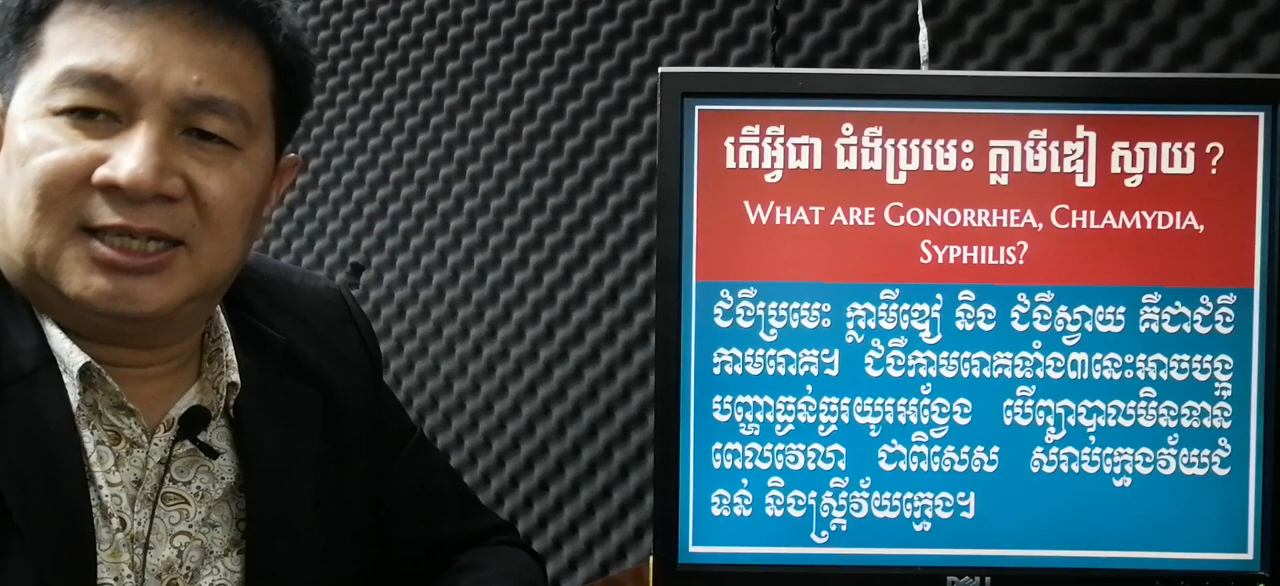 តើអ្វីជា ជំងឺប្រមេះ ក្លាមីឌៀ ស្វាយ ?
WHAT ARE GONORRHEA, CHLAMYDIA,
SYPHILIS?
ជំងឺប្រមេះ ក្លាមីឌៀ និង ជំងឺស្វាយ គឺជាជំងឺ
កាមរោគ។ ជំងឺកាមរោគទាំង៣នេះអាចបង្ក
បញ្ហាធ្ងន់ធ្ងរយូរអង្វែង បើព្យាបាលមិនទាន់
ពេលវេលា ជាពិសេស សំរាប់ក្មេងវ័យជំ
ទន់ និងស្ត្រីវ័យក្មេង។